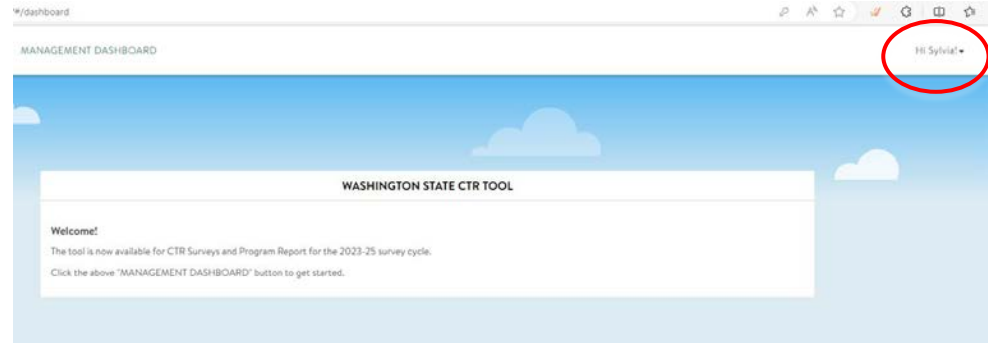 #/dashboard
MANAGEMENT DASHBOARD
Hi Sylvia!
WASHINGTON STATE CTR TOOL
Welcome!
The tool is now available for CTR Surveys and Program Report for the 2023-25 survey cycle.
Click the above "MANAGEMENT DASHBOARD" button to get started.